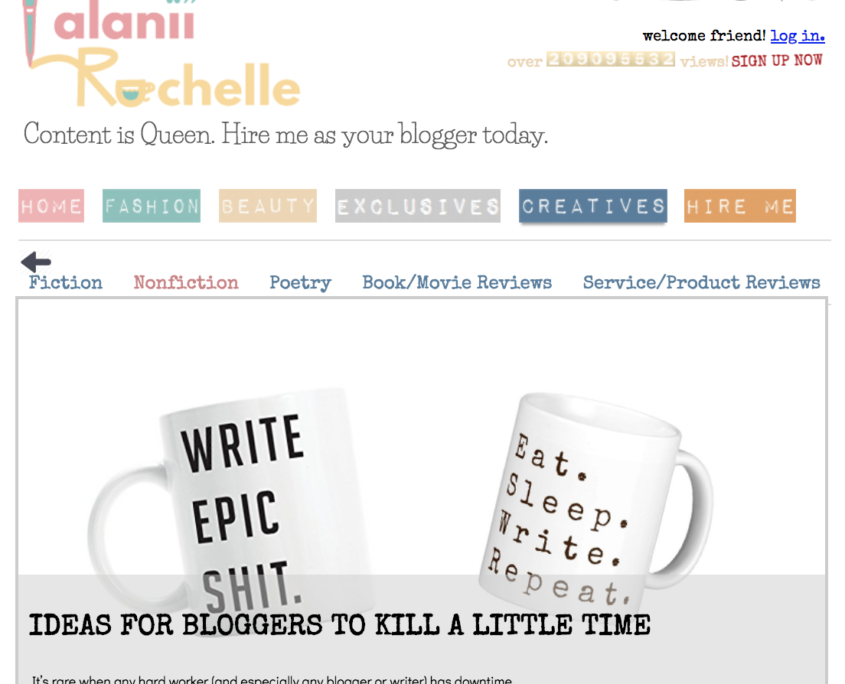 alanii
welcome friend! log in.
over 209095532 views! SIGN UP NOW
Rochelle
Content is Queen. Hire me as your blogger today.
HOME FASHION BEAUTY EXCLUSIVES CREATIVES HIRE ME
Fiction Nonfiction Poetry Book/Movie Reviews Service/Product Reviews
WRITE
EPIC
SHIT.
Eat.
Sleep.
Write.
Repeat.
IDEAS FOR BLOGGERS TO KILL A LITTLE TIME
It's rare when any hard worker (and especially any blogger or writer) has downtime